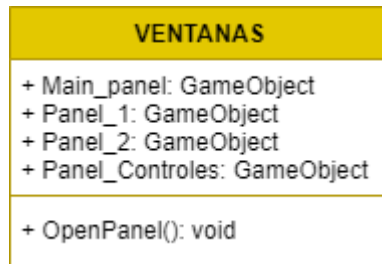 VENTANAS
+ Main_panel: GameObject
+ Panel_1: GameObject
+ Panel_2: GameObject
+ Panel_Controles: GameObject
+ OpenPanel(): void